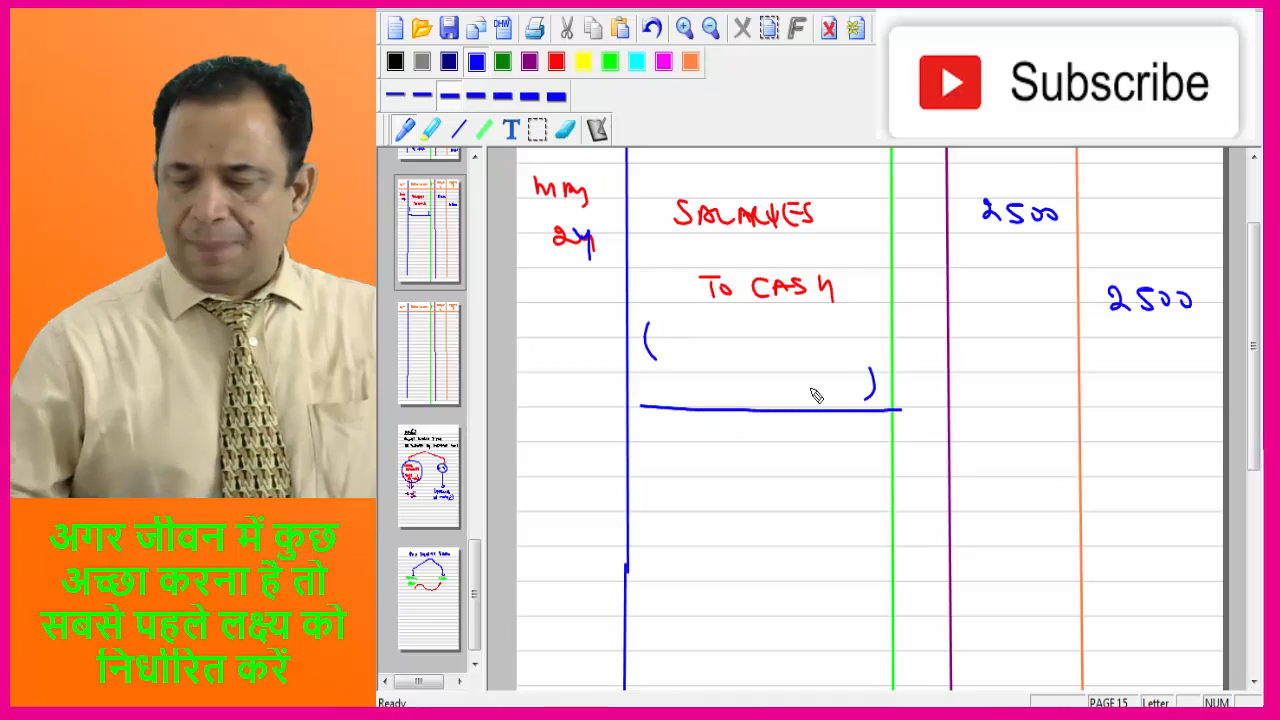 Subscribe
DHW
F
T
SALARIES
2500
24
TO CASH
2500
(
)
अगर जीवन में कुछ
अच्छा करना है तो
सबसे पहले लक्ष्य को
निर्धारित करें
Ready
PAGE 15
Letter
NUM